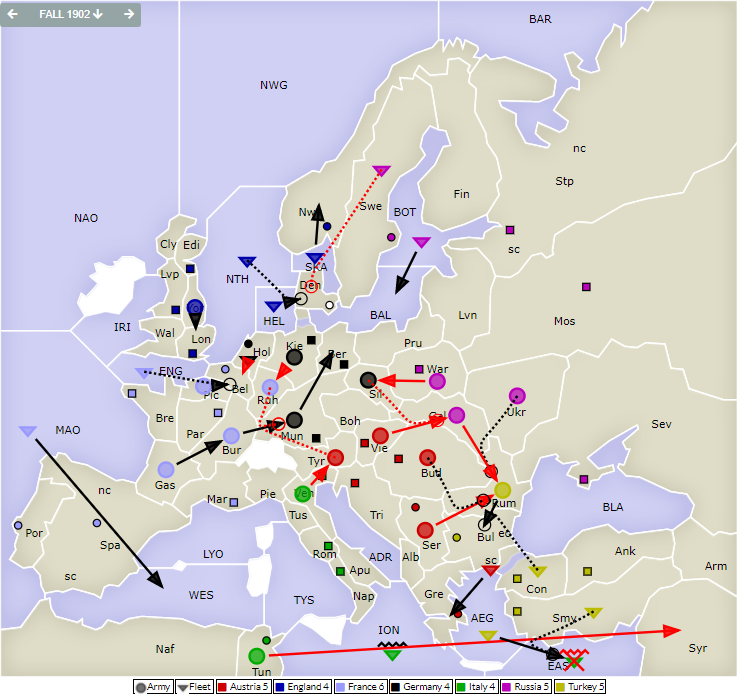 FALL 1902
BAR
NWG
nc
Stp
Fin
Swe
Nwy
BOT
NAO
Cly Edi
sc
SKA
Lvp
NTH
Den
Lvn
Mos
HEL
BAL
IRI
Wal
Lon
Kie
Hol
Ber
Pru
ENG
War
Pic
Bel
Ruh
Sil
Gal
Ukr
MAO
Bre
Boh
Sev
Par
Bur
Mun
Vie
Tyr
Bud
Gas
nc
Mar
Pie
Ven
Rum
BLA
Por
Spa
Tus
Tri
Ser
Bul ec
sc
LYO
Rom
ADR
Alb
sc
Ank
Arm
WES
Apu
Con
TYS
Nap
Gre
AEG
Smy
Naf
ION
Syr
Tun
EAS
Army Fleet Austria 5 England 4 France 6 Germany 4 Italy 4 Russia 5 Turkey 5